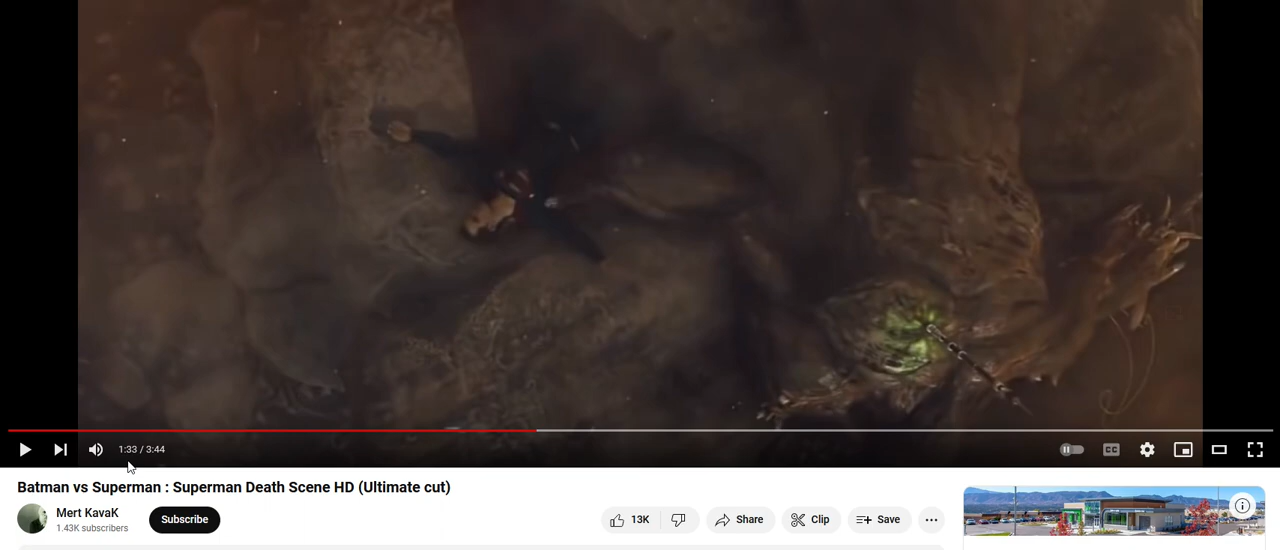 1:33 / 3:44
CC
Batman vs Superman : Superman Death Scene HD (Ultimate cut)
Mert KavaK
1.43K subscribers
Subscribe
13K
Share
Clip
Save